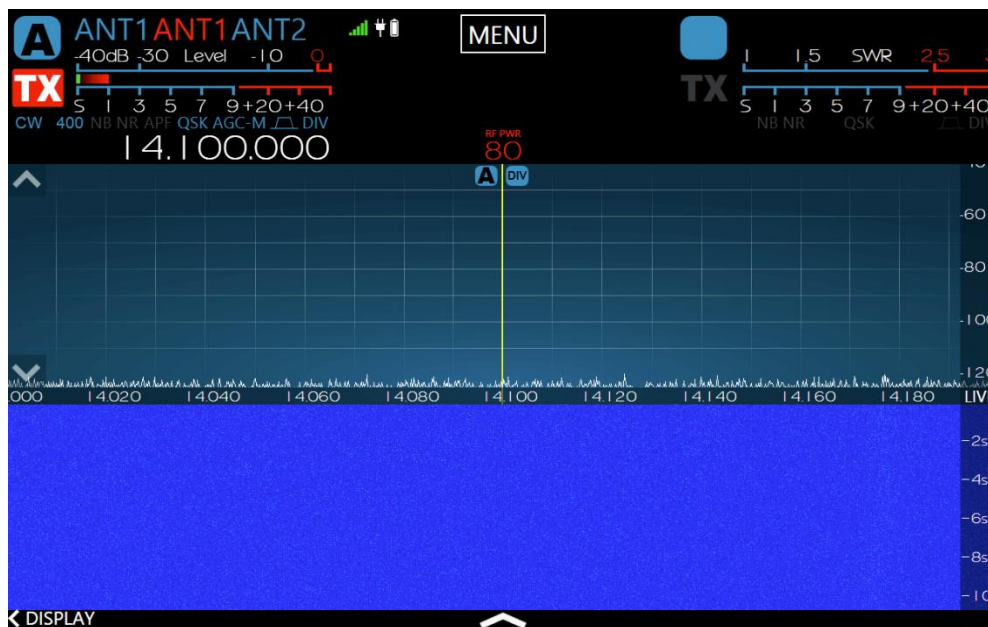 A ANT1 ANT1 ANT2 MENU
-40dB -30 Level -10 0 1 1.5 SWR 2.5
TX TX
S 1 3 5 7 9 +20 +40 S 1 3 5 7 9 +20 +40
CW 400 NB NR APF QSK AGC-M DIV NB NR QSK DI
14.100.000
RF PWR
80
A DIV
-60
-80
-100
-120
.000 14.020 14.040 14.060 14.080 14.100 14.120 14.140 14.160 14.180 LIV
-2s
-4s
-6s
-8s
-10
< DISPLAY